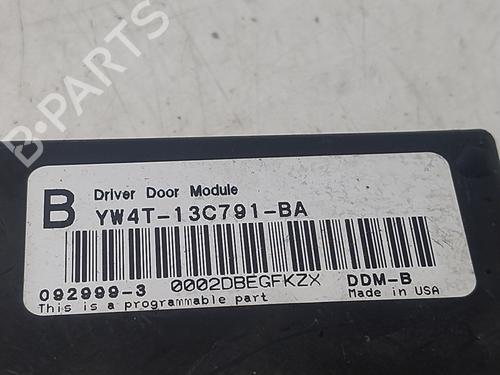 B-PARTS
B Driver Door Module
YW4T-13C791-BA
092999-3 0002DBEGFKZX DDM-B
This is a programmable part Made in USA